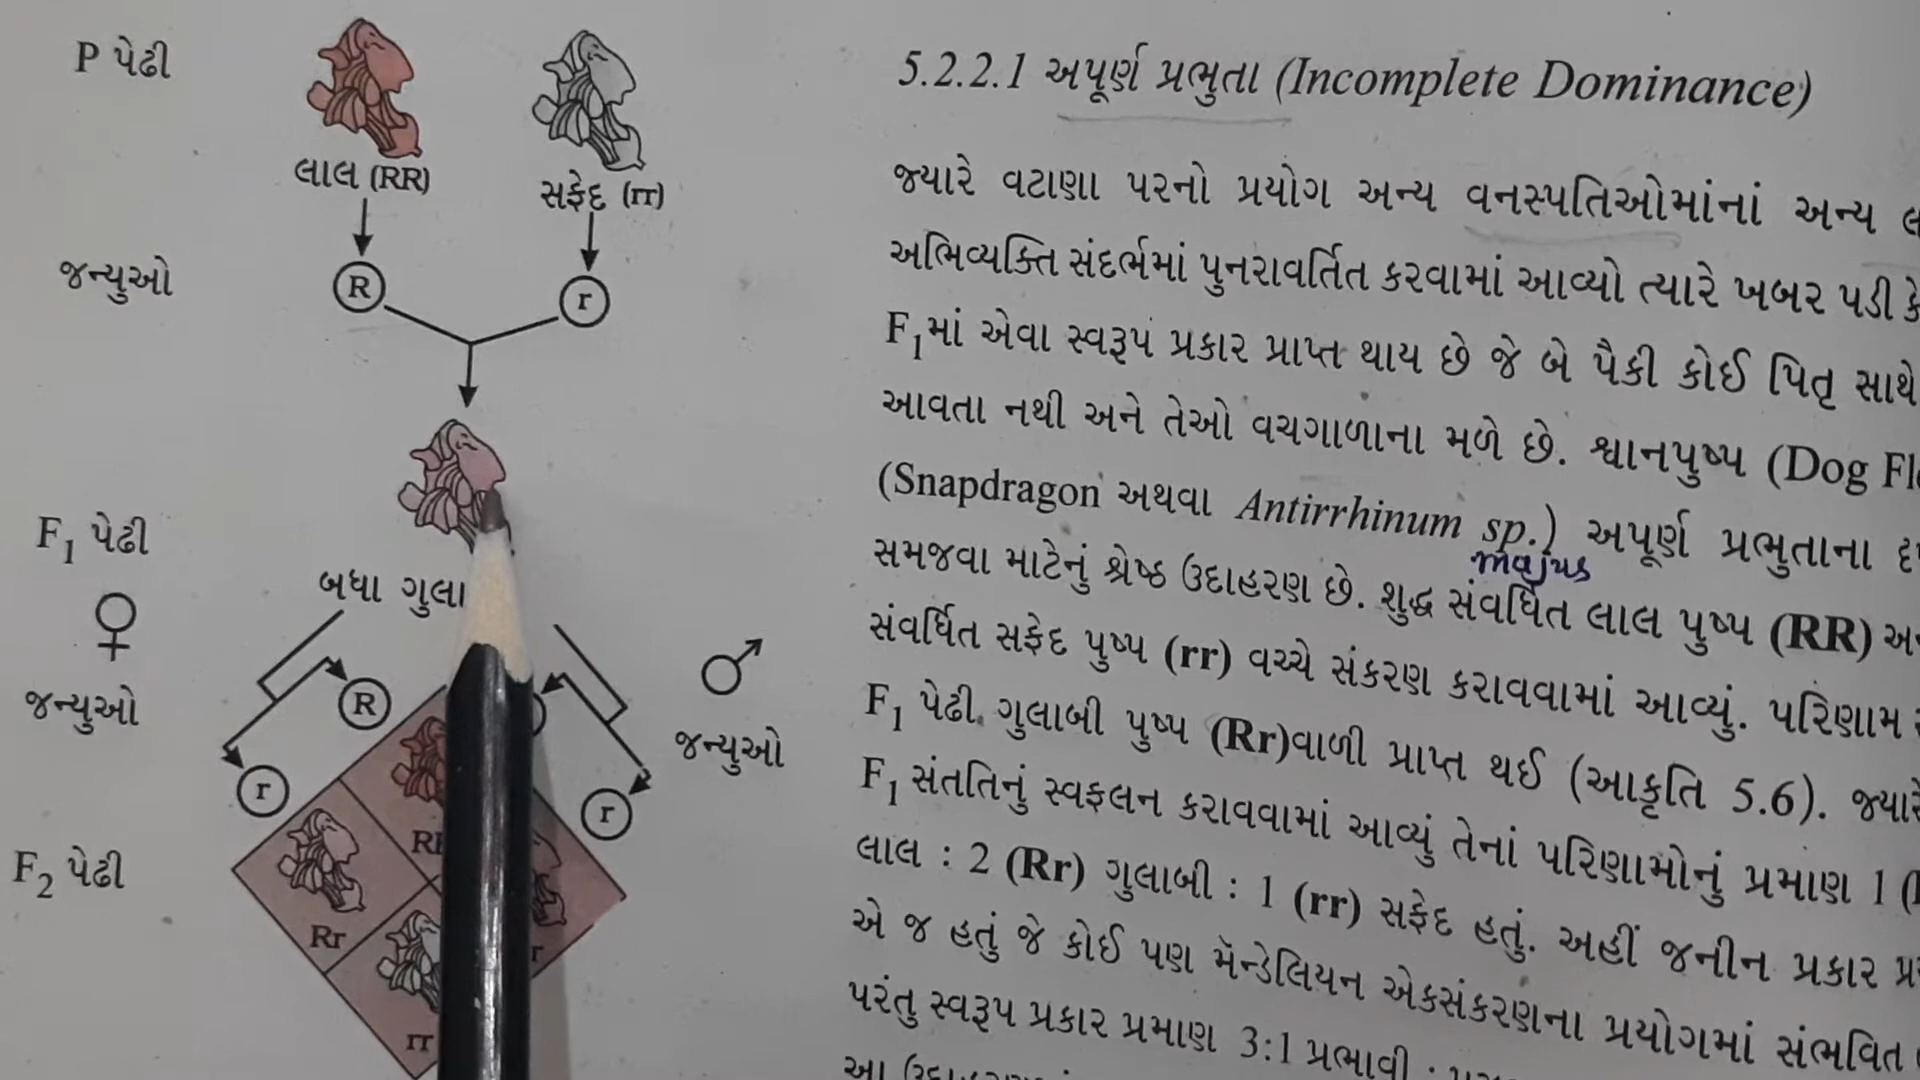 P પેઢી
લાલ (RR)
સફેદ (rr)
જન્યુઓ
R
r
F1 પેઢી
બધા
♀
♂
જન્યુઓ
જન્યુઓ
R
r
r
F2 પેઢી
Rr
rr
5.2.2.1 અપૂર્ણ પ્રભુતા (Incomplete Dominance)
જ્યારે વટાણા પરનો પ્રયોગ અન્ય વનસ્પતિઓમાંનાં અન્ય
અભિવ્યક્તિ સંદર્ભમાં પુનરાવર્તિત કરવામાં આવ્યો ત્યારે ખબર પડી કે
F1માં એવા સ્વરૂપ પ્રકાર પ્રાપ્ત થાય છે જે બે પૈકી કોઈ પિતૃ સાથે
આવતા નથી અને તેઓ વચગાળાના મળે છે. શ્વાનપુષ્પ (Dog
(Snapdragon અથવા Antirrhinum sp.) અપૂર્ણ પ્રભુતાના
majus
સમજવા માટેનું શ્રેષ્ઠ ઉદાહરણ છે. શુદ્ધ સંવર્ધિત લાલ પુષ્પ (RR)
સંવર્ધિત સફેદ પુષ્પ (rr) વચ્ચે સંકરણ કરાવવામાં આવ્યું. પરિણામ
F1 પેઢી ગુલાબી પુષ્પ (Rr)વાળી પ્રાપ્ત થઈ (આકૃતિ 5.6). જ્યારે
F1 સંતતિનું સ્વફલન કરાવવામાં આવ્યું તેનાં પરિણામોનું પ્રમાણ 1
લાલ : 2 (Rr) ગુલાબી : 1 (rr) સફેદ હતું. અહીં જનીન પ્રકાર
એ જ હતું જે કોઈ પણ મૅન્ડેલિયન એકસંકરણના પ્રયોગમાં સંભવિત
પરંતુ સ્વરૂપ પ્રકાર પ્રમાણ 3:1 પ્રભાવી :